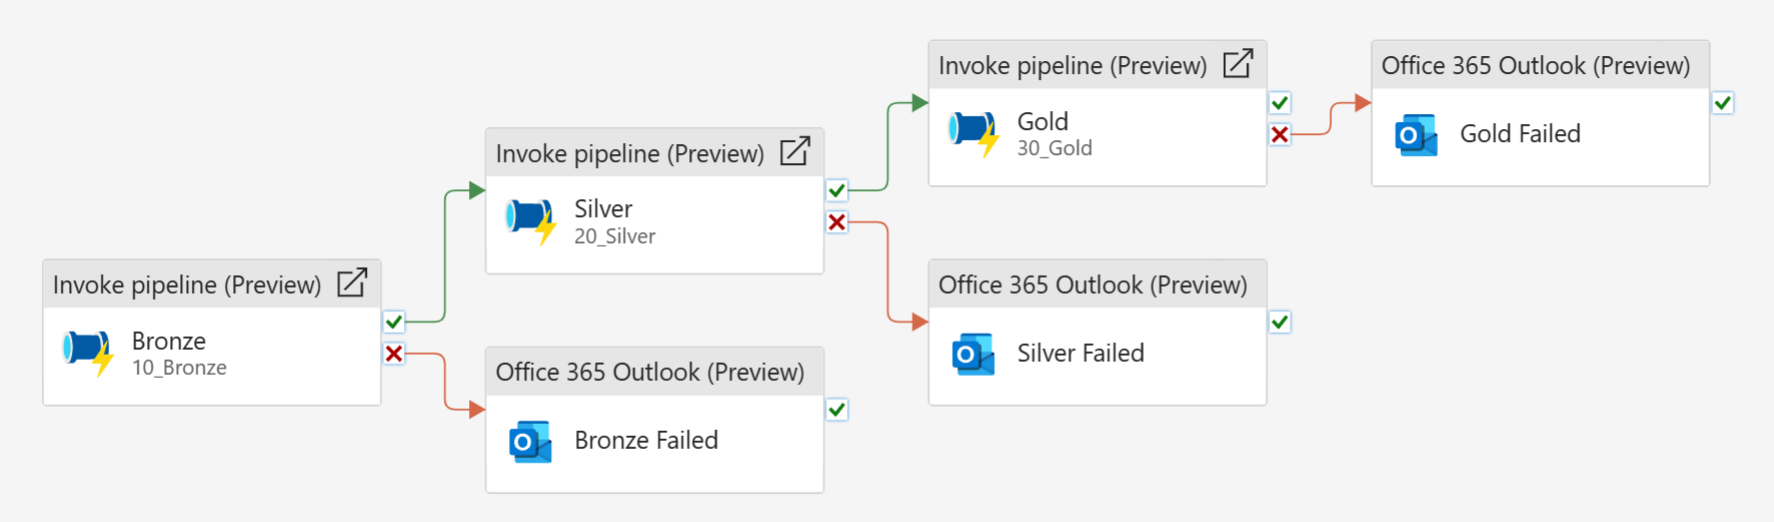 Invoke pipeline (Preview)
Bronze
10_Bronze
Invoke pipeline (Preview)
Silver
20_Silver
Office 365 Outlook (Preview)
Bronze Failed
Invoke pipeline (Preview)
Gold
30_Gold
Office 365 Outlook (Preview)
Silver Failed
Office 365 Outlook (Preview)
Gold Failed